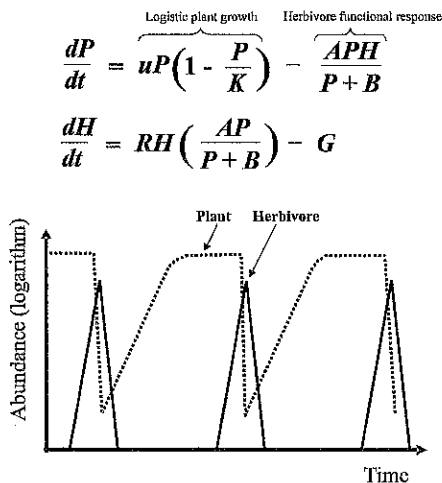 Logistic plant growth Herbivore functional response
dP/dt = uP(1 - P/K) - APH/P + B
dH/dt = RH(AP/P + B) - G
Plant Herbivore
Abundance (logarithm)
Time